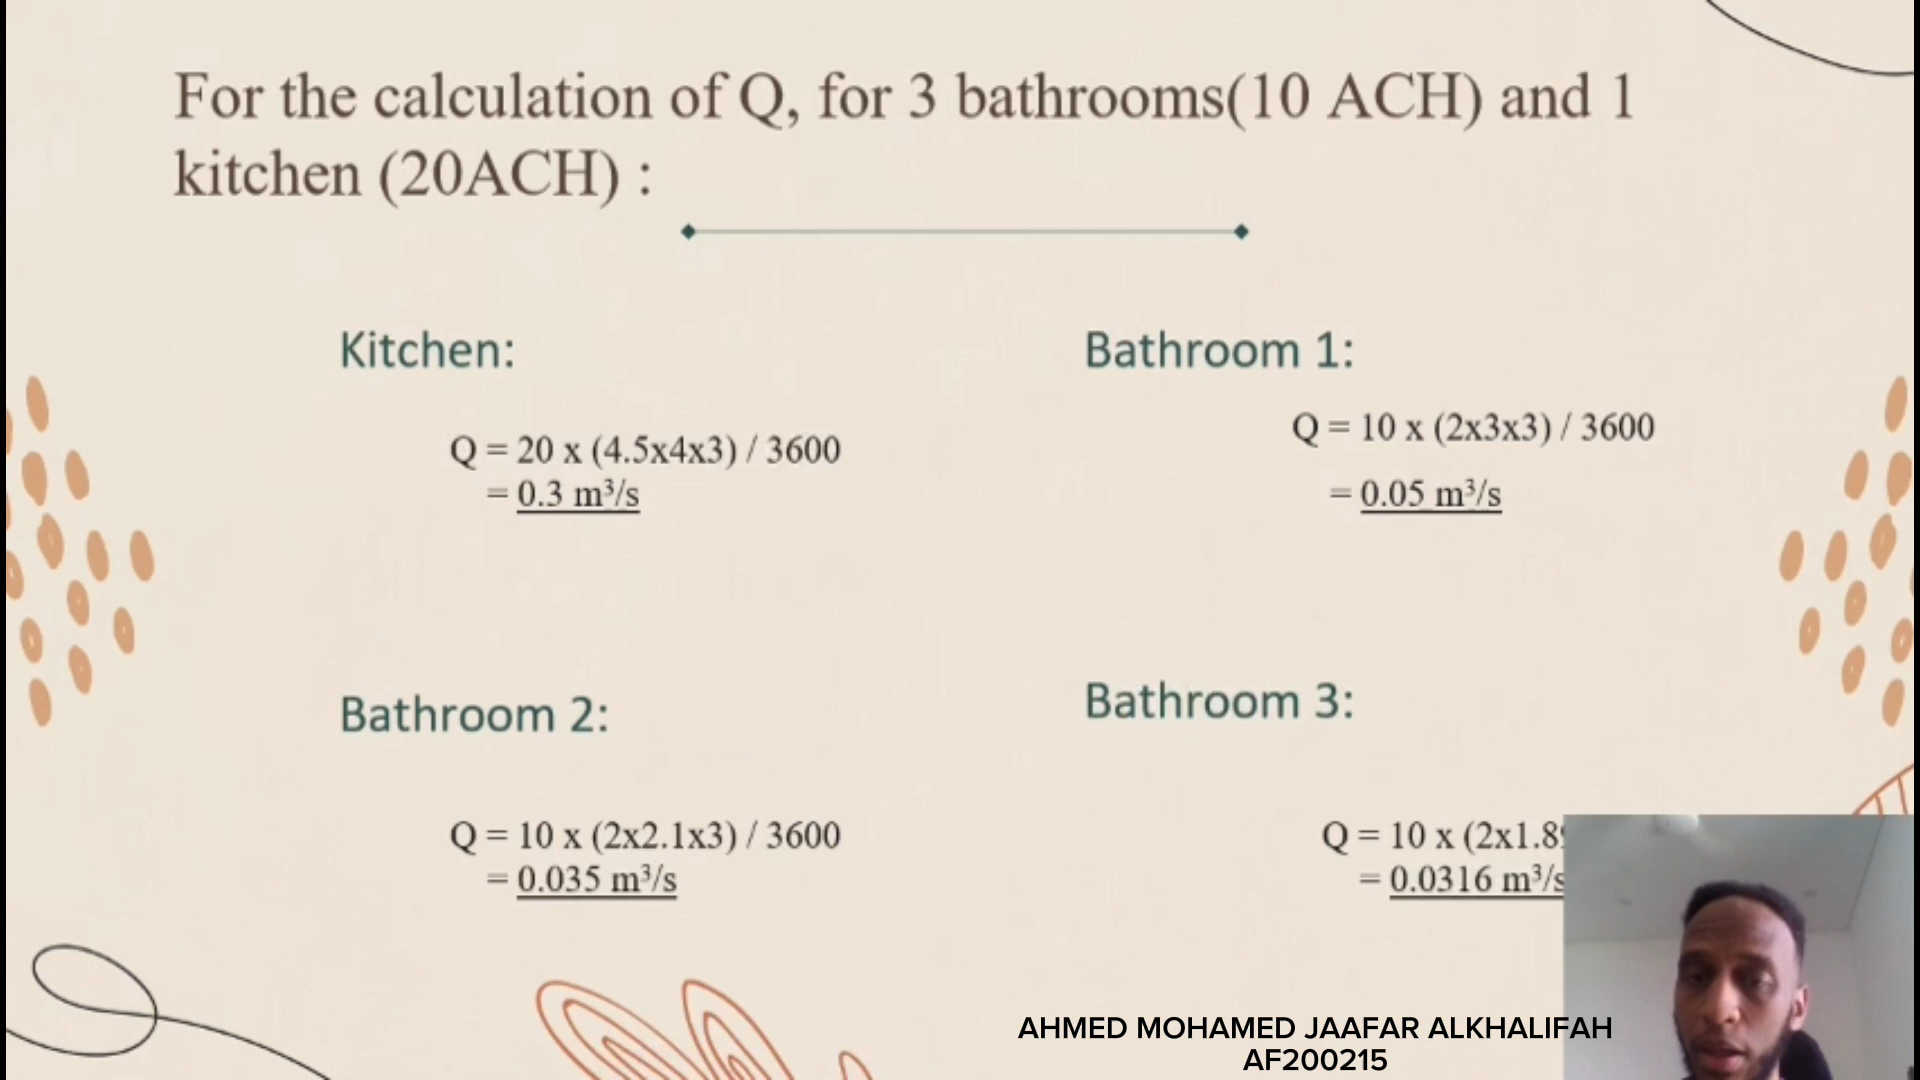 For the calculation of Q, for 3 bathrooms(10 ACH) and 1
kitchen (20ACH) :
Kitchen:
Q = 20 x (4.5x4x3) / 3600
= 0.3 m³/s
Bathroom 1:
Q = 10 x (2x3x3) / 3600
= 0.05 m³/s
Bathroom 2:
Q = 10 x (2x2.1x3) / 3600
= 0.035 m³/s
Bathroom 3:
Q = 10 x (2x1.8
= 0.0316 m³/s
AHMED MOHAMED JAAFAR ALKHALIFAH
AF200215